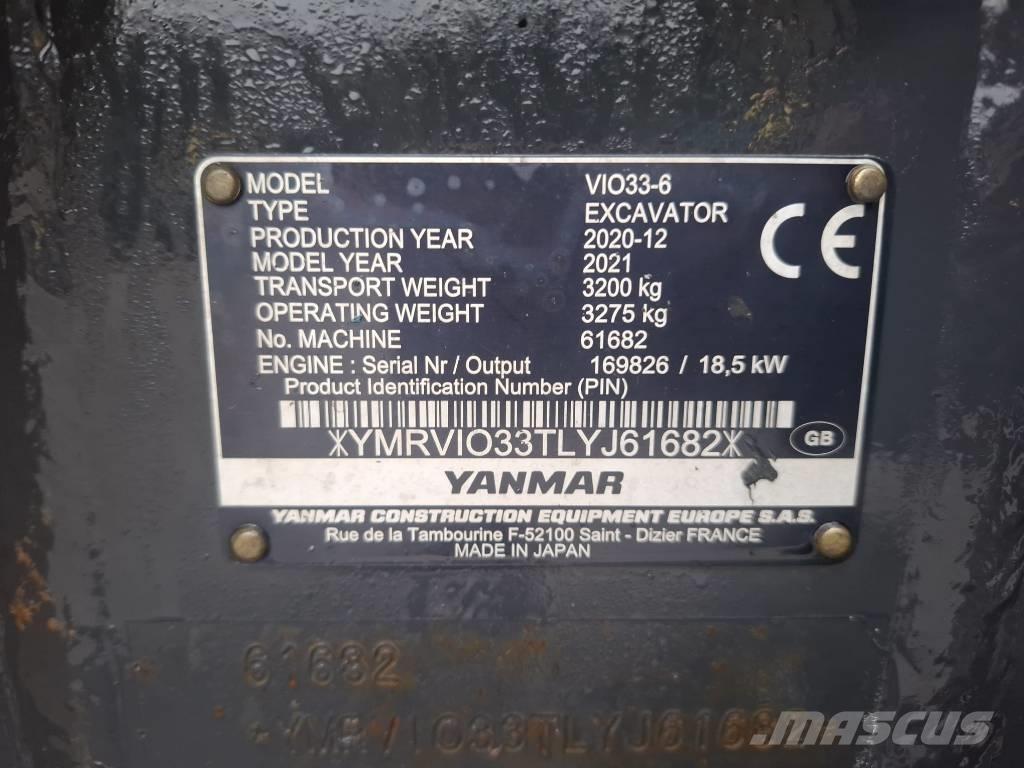 MODEL VIO33-6
TYPE EXCAVATOR
PRODUCTION YEAR 2020-12
MODEL YEAR 2021
TRANSPORT WEIGHT 3200 kg
OPERATING WEIGHT 3275 kg
No. MACHINE 61682
ENGINE : Serial Nr / Output 169826 / 18,5 kW
Product Identification Number (PIN)
CE
*YMRVIO33TLYJ61682*
GB
YANMAR
YANMAR CONSTRUCTION EQUIPMENT EUROPE S.A.S.
Rue de la Tambourine F-52100 Saint - Dizier FRANCE
MADE IN JAPAN
61682
*YMRVIO33TLYJ6168
MASCUS